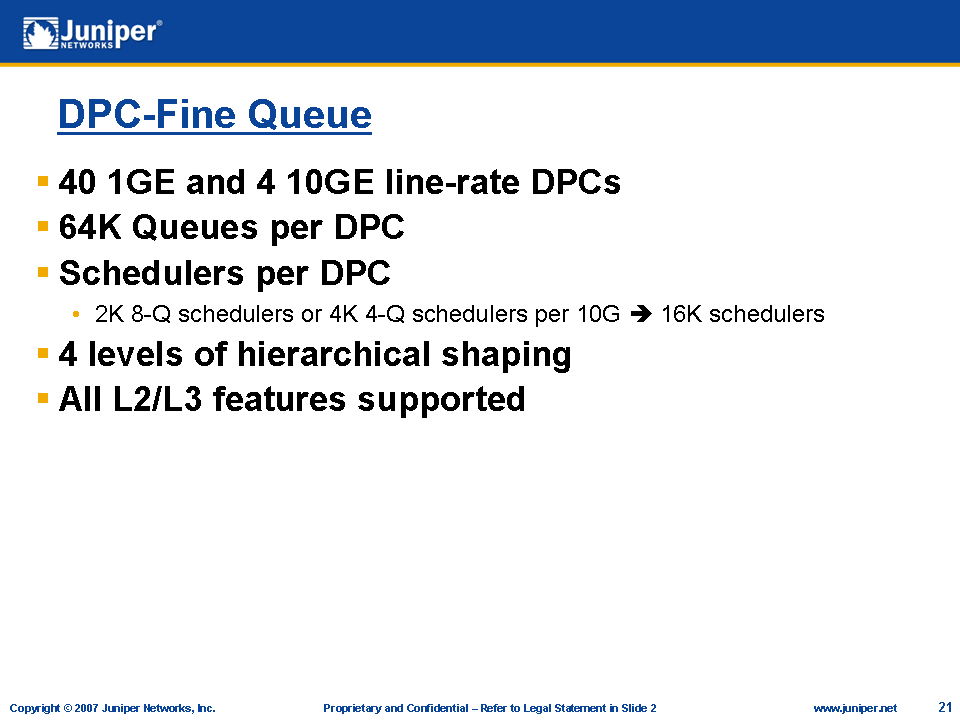 Juniper®
NETWORKS
DPC-Fine Queue
▪ 40 1GE and 4 10GE line-rate DPCs
▪ 64K Queues per DPC
▪ Schedulers per DPC
• 2K 8-Q schedulers or 4K 4-Q schedulers per 10G ➔ 16K schedulers
▪ 4 levels of hierarchical shaping
▪ All L2/L3 features supported
Copyright © 2007 Juniper Networks, Inc. Proprietary and Confidential – Refer to Legal Statement in Slide 2 www.juniper.net 21